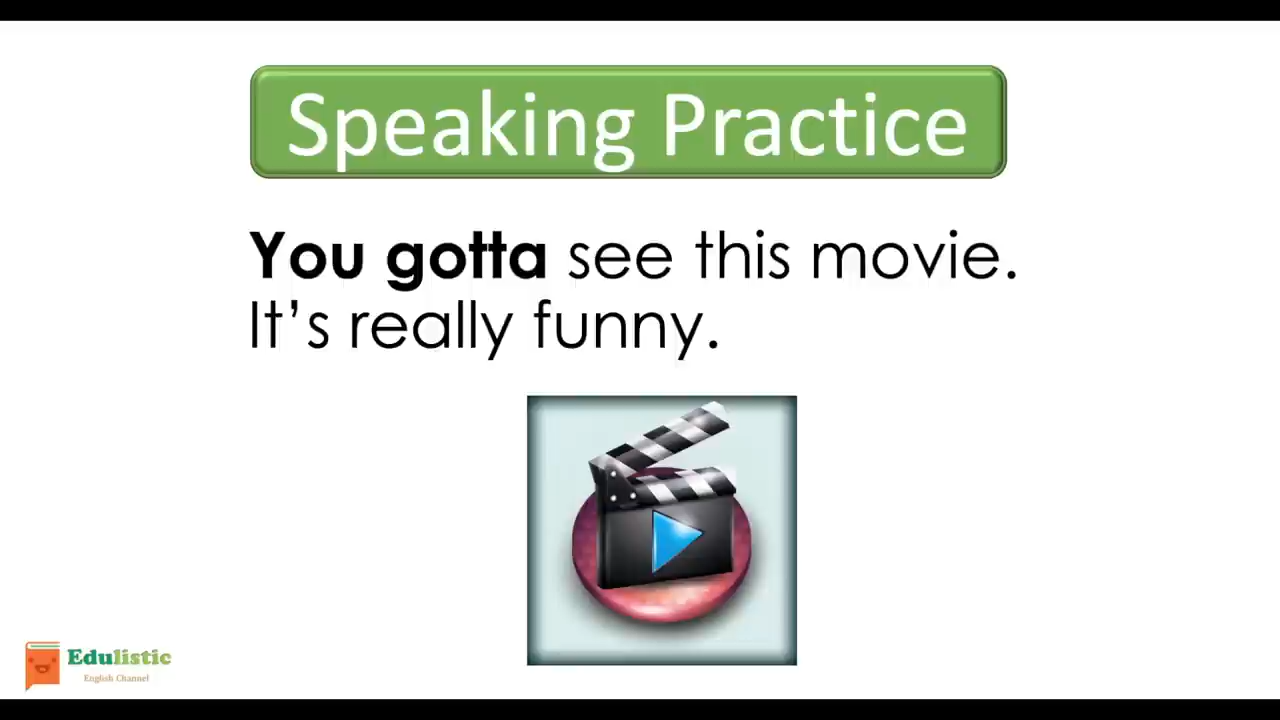 Speaking Practice
You gotta see this movie.
It’s really funny.
Edulistic
English Channel